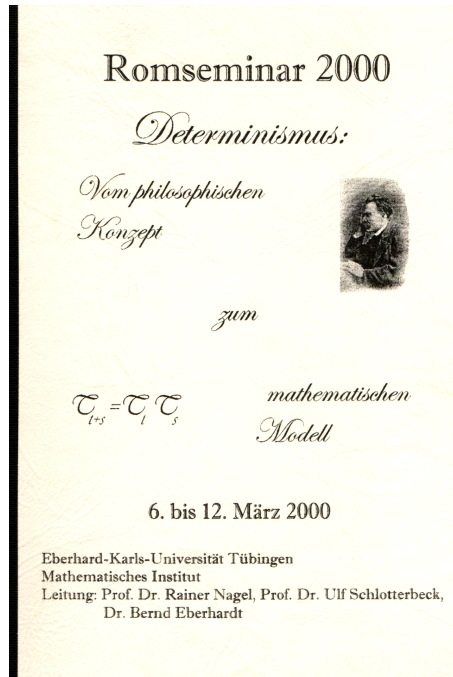 Romseminar 2000
Determinismus:
Vom philosophischen
Konzept
zum
mathematischen
T_{t+s} = T_t T_s
Modell
6. bis 12. März 2000
Eberhard-Karls-Universität Tübingen
Mathematisches Institut
Leitung: Prof. Dr. Rainer Nagel, Prof. Dr. Ulf Schlotterbeck,
Dr. Bernd Eberhardt